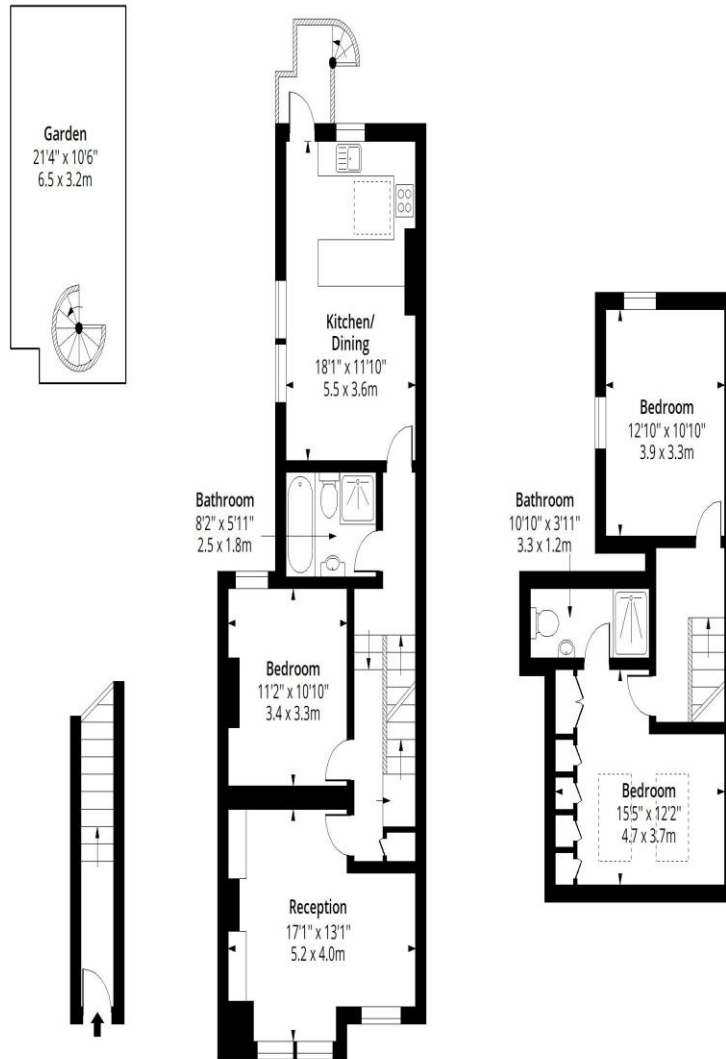 Garden
21'4" x 10'6"
6.5 x 3.2m
Kitchen/
Dining
18'1" x 11'10"
5.5 x 3.6m
Bathroom
8'2" x 5'11"
2.5 x 1.8m
Bedroom
11'2" x 10'10"
3.4 x 3.3m
Reception
17'1" x 13'1"
5.2 x 4.0m
Bedroom
12'10" x 10'10"
3.9 x 3.3m
Bathroom
10'10" x 3'11"
3.3 x 1.2m
Bedroom
15'5" x 12'2"
4.7 x 3.7m